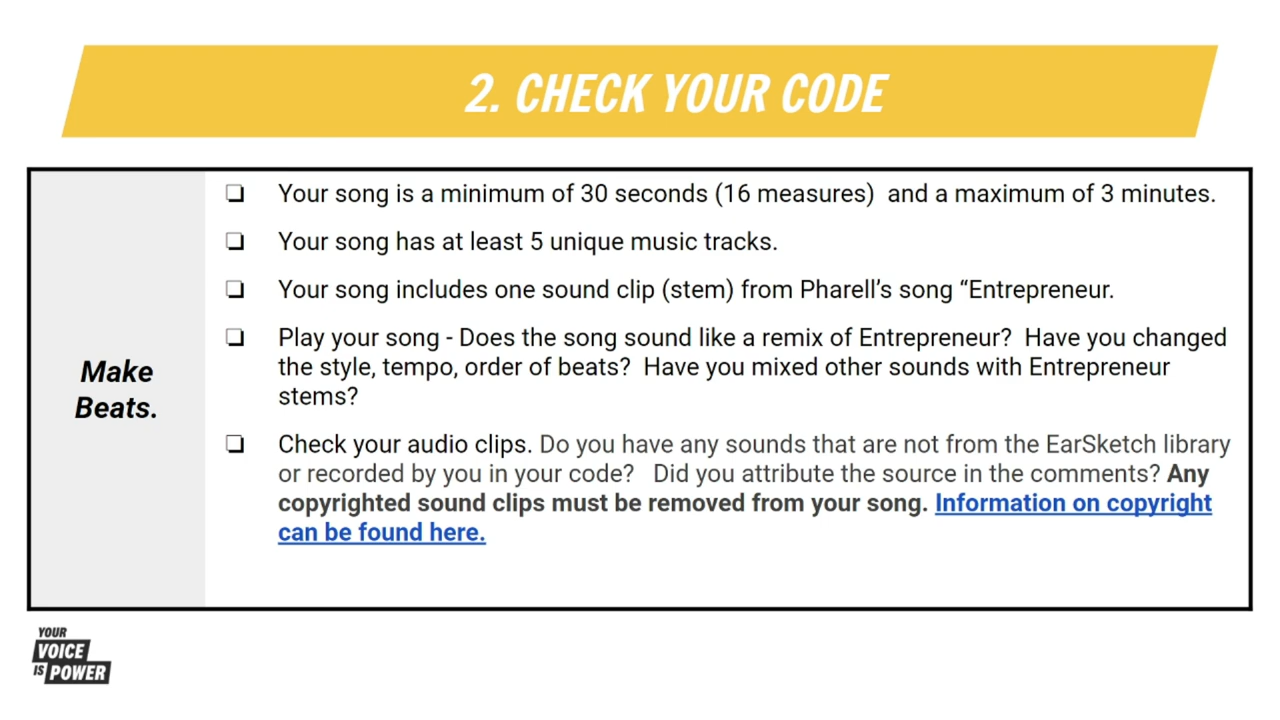 2. CHECK YOUR CODE
Make
Beats.
❏ Your song is a minimum of 30 seconds (16 measures)  and a maximum of 3 minutes.
❏ Your song has at least 5 unique music tracks.
❏ Your song includes one sound clip (stem) from Pharell’s song “Entrepreneur.
❏ Play your song - Does the song sound like a remix of Entrepreneur?  Have you changed
the style, tempo, order of beats?  Have you mixed other sounds with Entrepreneur
stems?
❏ Check your audio clips. Do you have any sounds that are not from the EarSketch library
or recorded by you in your code?   Did you attribute the source in the comments? Any
copyrighted sound clips must be removed from your song. Information on copyright
can be found here.
YOUR
VOICE
IS POWER